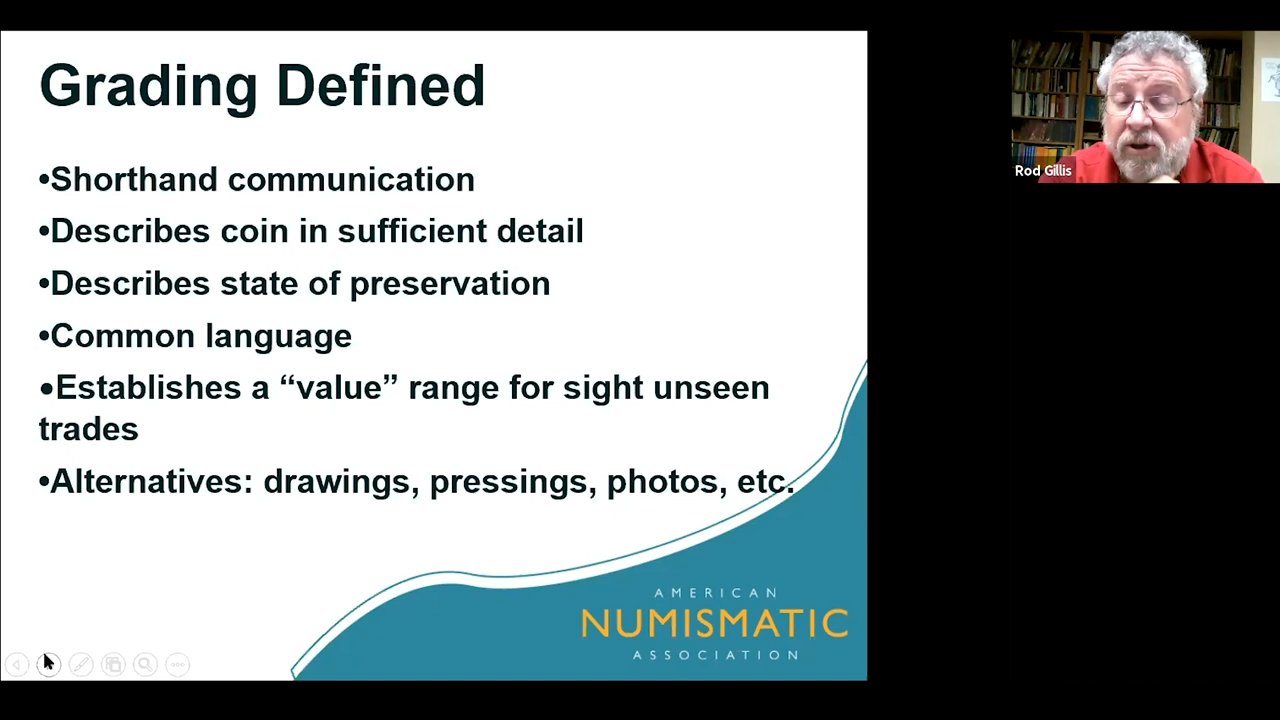 Grading Defined
•Shorthand communication
•Describes coin in sufficient detail
•Describes state of preservation
•Common language
•Establishes a “value” range for sight unseen
trades
•Alternatives: drawings, pressings, photos, etc.
AMERICAN
NUMISMATIC
ASSOCIATION
Rod Gillis